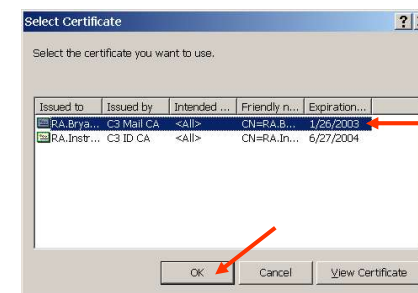 Select Certificate
Select the certificate you want to use.
Issued to Issued by Intended ... Friendly n... Expiration...
RA.Brya... C3 Mail CA <All> CN=RA.B... 1/26/2003
RA.Instr... C3 ID CA <All> CN=RA.In... 6/27/2004
OK Cancel View Certificate